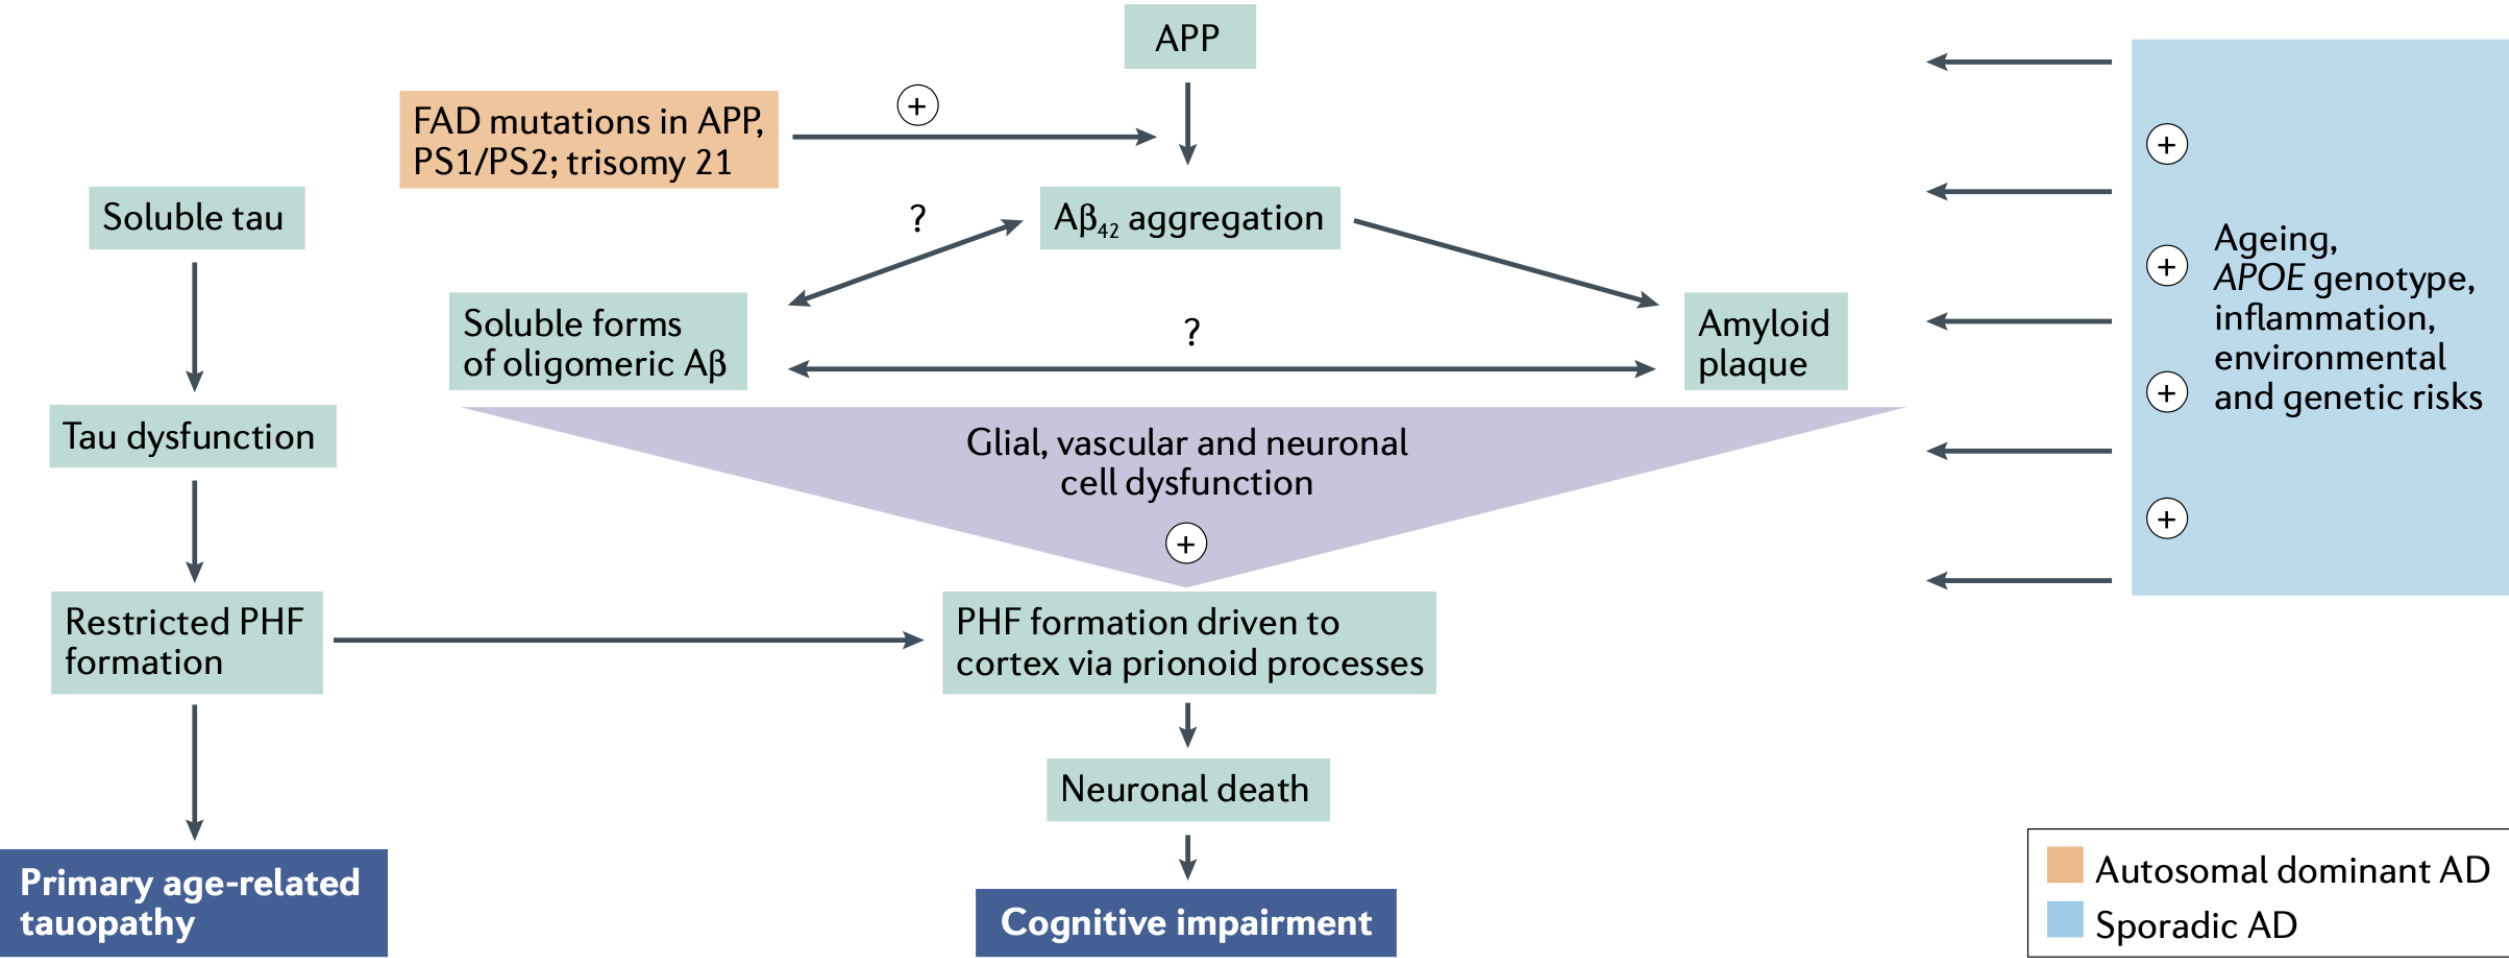 APP
+
FAD mutations in APP,
PS1/PS2; trisomy 21
Soluble tau
?
Aβ42 aggregation
Soluble forms
of oligomeric Aβ
?
Amyloid
plaque
+
+
+
+
Ageing,
APOE genotype,
inflammation,
environmental
and genetic risks
Tau dysfunction
Glial, vascular and neuronal
cell dysfunction
+
Restricted PHF
formation
PHF formation driven to
cortex via prionoid processes
Neuronal death
Primary age-related
tauopathy
Cognitive impairment
Autosomal dominant AD
Sporadic AD